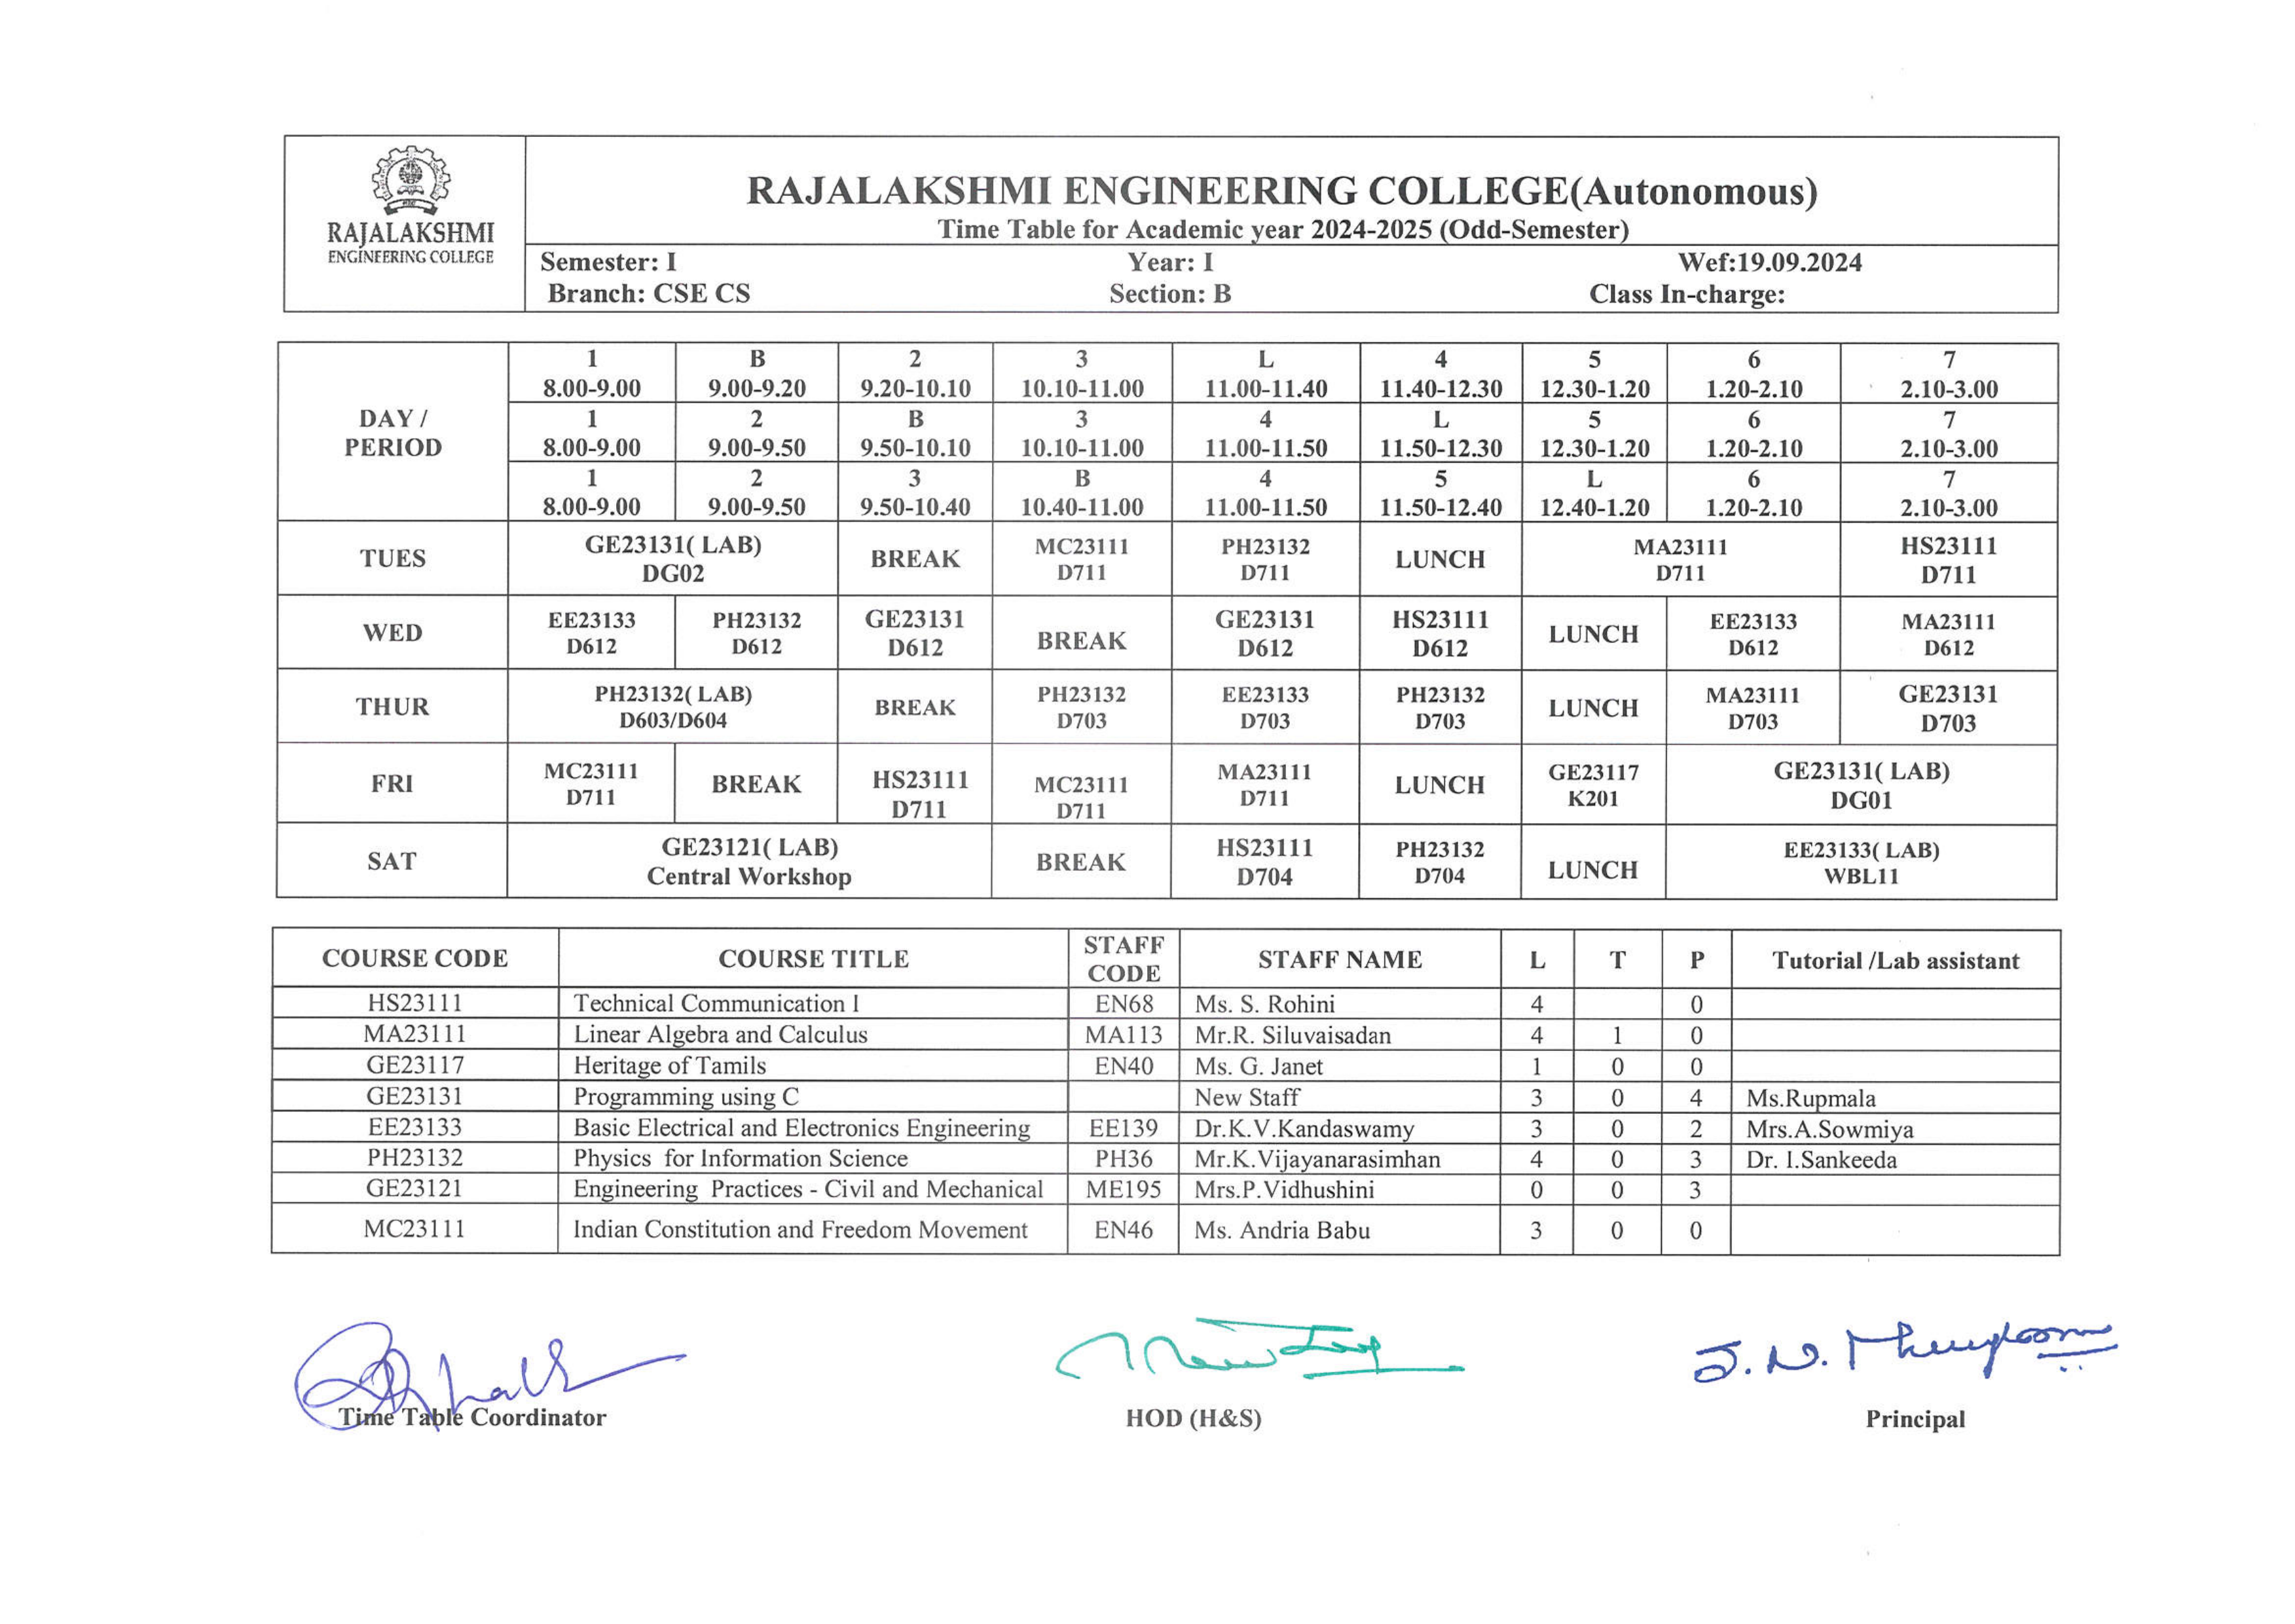 RAJALAKSHMI
ENGINEERING COLLEGE
RAJALAKSHMI ENGINEERING COLLEGE(Autonomous)
Time Table for Academic year 2024-2025 (Odd-Semester)
Semester: I Year: I Wef:19.09.2024
Branch: CSE CS Section: B Class In-charge:
DAY / PERIOD
1 B 2 3 L 4 5 6 7
8.00-9.00 9.00-9.20 9.20-10.10 10.10-11.00 11.00-11.40 11.40-12.30 12.30-1.20 1.20-2.10 2.10-3.00
1 2 B 3 4 L 5 6 7
8.00-9.00 9.00-9.50 9.50-10.10 10.10-11.00 11.00-11.50 11.50-12.30 12.30-1.20 1.20-2.10 2.10-3.00
1 2 3 B 4 5 L 6 7
8.00-9.00 9.00-9.50 9.50-10.40 10.40-11.00 11.00-11.50 11.50-12.40 12.40-1.20 1.20-2.10 2.10-3.00
TUES GE23131( LAB) BREAK MC23111 PH23132 LUNCH MA23111 HS23111
DG02 D711 D711 D711 D711
WED EE23133 PH23132 GE23131 BREAK GE23131 HS23111 LUNCH EE23133 MA23111
D612 D612 D612 D612 D612 D612 D612
THUR PH23132( LAB) BREAK PH23132 EE23133 PH23132 LUNCH MA23111 GE23131
D603/D604 D703 D703 D703 D703 D703
FRI MC23111 BREAK HS23111 MC23111 MA23111 LUNCH GE23117 GE23131( LAB)
D711 D711 D711 D711 K201 DG01
SAT GE23121( LAB) BREAK HS23111 PH23132 LUNCH EE23133( LAB)
Central Workshop D704 D704 WBL11
COURSE CODE COURSE TITLE STAFF CODE STAFF NAME L T P Tutorial /Lab assistant
HS23111 Technical Communication I EN68 Ms. S. Rohini 4 0
MA23111 Linear Algebra and Calculus MA113 Mr.R. Siluvaisadan 4 1 0
GE23117 Heritage of Tamils EN40 Ms. G. Janet 1 0 0
GE23131 Programming using C New Staff 3 0 4 Ms.Rupmala
EE23133 Basic Electrical and Electronics Engineering EE139 Dr.K.V.Kandaswamy 3 0 2 Mrs.A.Sowmiya
PH23132 Physics for Information Science PH36 Mr.K.Vijayanarasimhan 4 0 3 Dr. I.Sankeeda
GE23121 Engineering Practices - Civil and Mechanical ME195 Mrs.P.Vidhushini 0 0 3
MC23111 Indian Constitution and Freedom Movement EN46 Ms. Andria Babu 3 0 0
Time Table Coordinator HOD (H&S) Principal